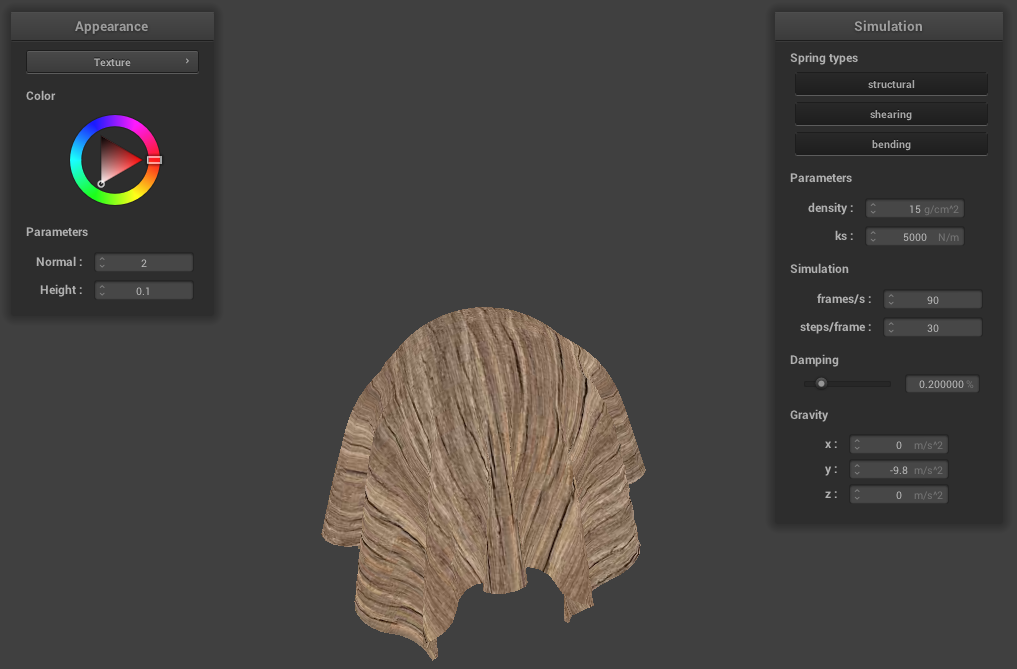 Appearance
Texture ›
Color
Parameters
Normal : 2
Height : 0.1
Simulation
Spring types
structural
shearing
bending
Parameters
density : 15 g/cm^2
ks : 5000 N/m
Simulation
frames/s : 90
steps/frame : 30
Damping
0.200000 %
Gravity
x : 0 m/s^2
y : -9.8 m/s^2
z : 0 m/s^2